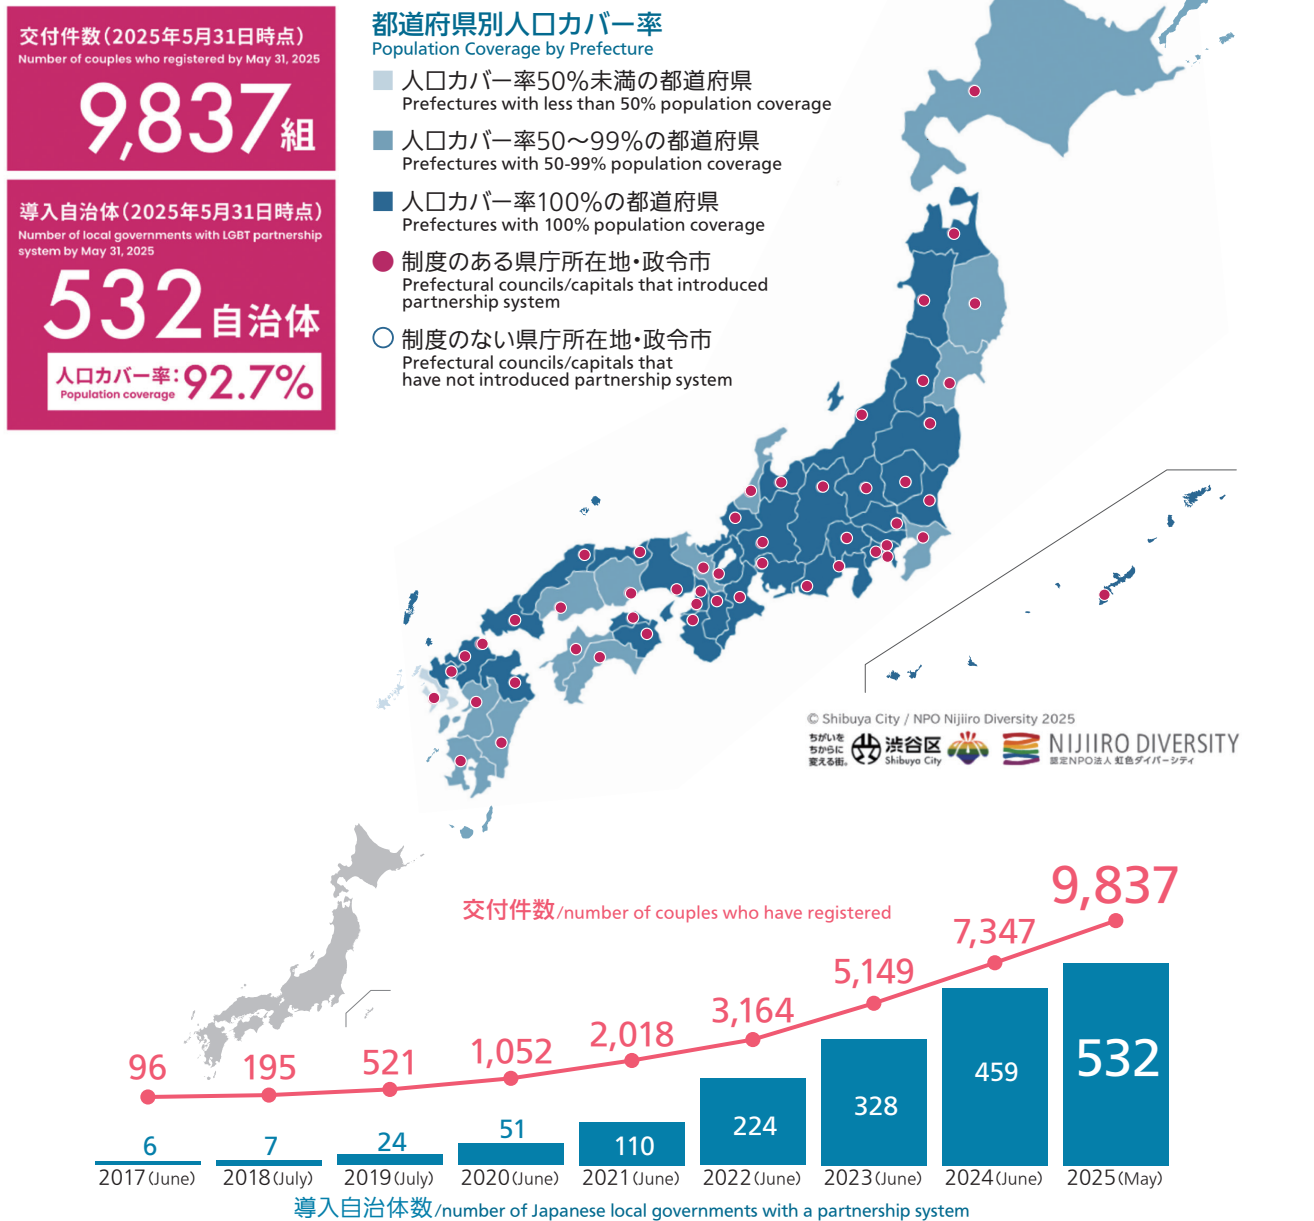 交付件数（2025年5月31日時点）
Number of couples who registered by May 31, 2025
9,837組
導入自治体（2025年5月31日時点）
Number of local governments with LGBT partnership
system by May 31, 2025
532自治体
人口カバー率：92.7%
Population coverage
都道府県別人口カバー率
Population Coverage by Prefecture
人口カバー率50%未満の都道府県
Prefectures with less than 50% population coverage
人口カバー率50〜99%の都道府県
Prefectures with 50-99% population coverage
人口カバー率100%の都道府県
Prefectures with 100% population coverage
制度のある県庁所在地・政令市
Prefectural councils/capitals that introduced
partnership system
制度のない県庁所在地・政令市
Prefectural councils/capitals that
have not introduced partnership system
© Shibuya City / NPO Nijiiro Diversity 2025
ちがいを
ちからに
変える街。
渋谷区
Shibuya City
NIJIIRO DIVERSITY
認定NPO法人 虹色ダイバーシティ
交付件数/number of couples who have registered
96
195
521
1,052
2,018
3,164
5,149
7,347
9,837
6
7
24
51
110
224
328
459
532
2017(June)
2018(July)
2019(July)
2020(June)
2021(June)
2022(June)
2023(June)
2024(June)
2025(May)
導入自治体数/number of Japanese local governments with a partnership system